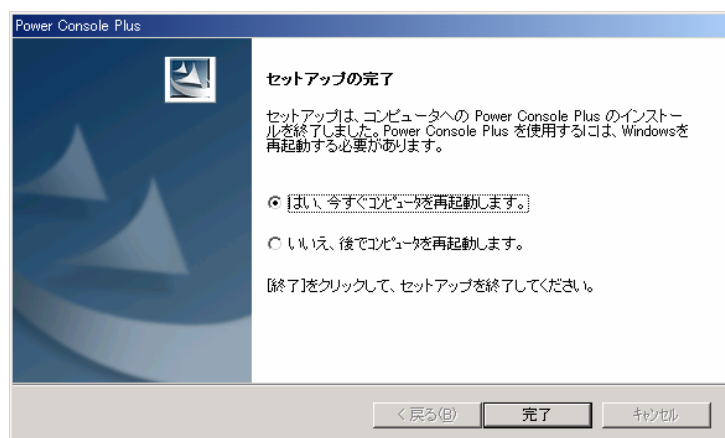 Power Console Plus
セットアップの完了
セットアップは、コンピュータへの Power Console Plus のインストー
ルを終了しました。Power Console Plus を使用するには、Windowsを
再起動する必要があります。
はい、今すぐコンピュータを再起動します。
いいえ、後でコンピュータを再起動します。
[終了]をクリックして、セットアップを終了してください。
< 戻る(B)
完了
キャンセル